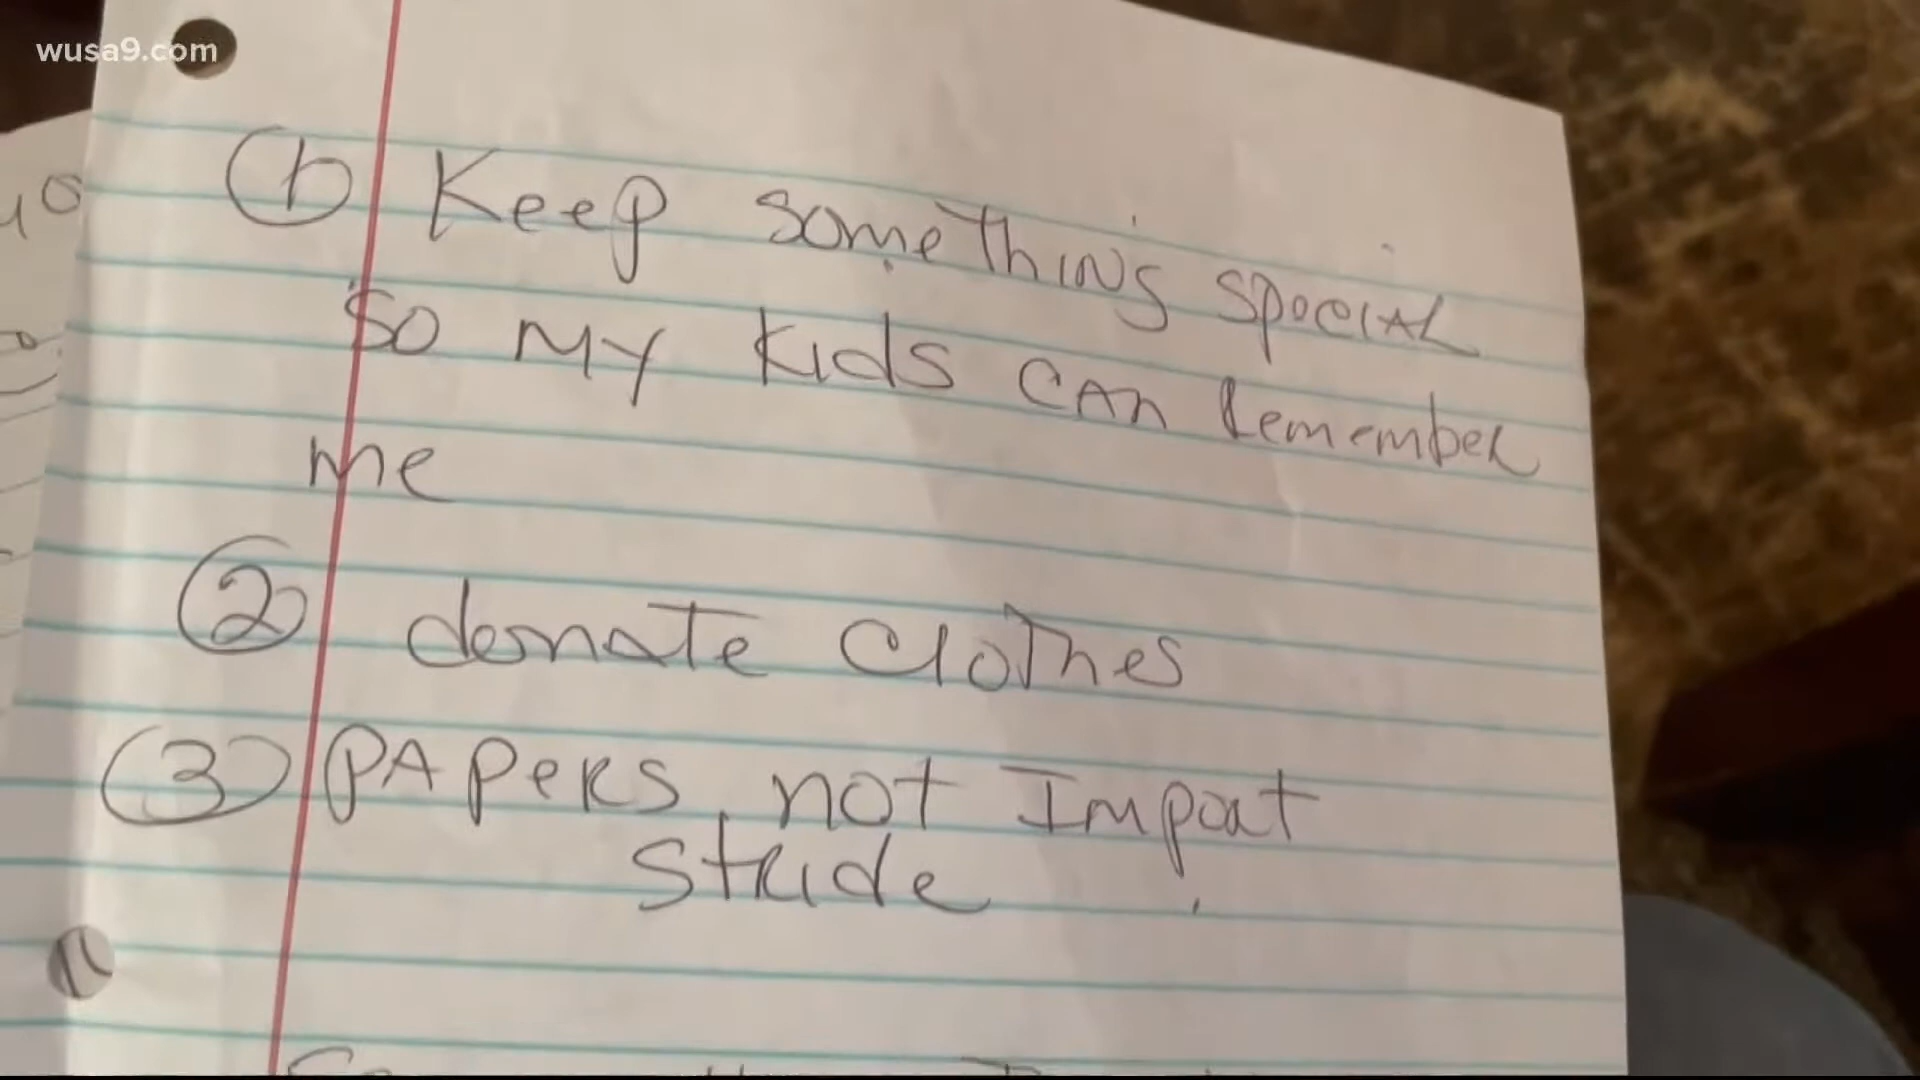 wusa9.com
① Keep something special
so my kids can remember
me
② donate clothes
③ PAPERS not Impoat
stride